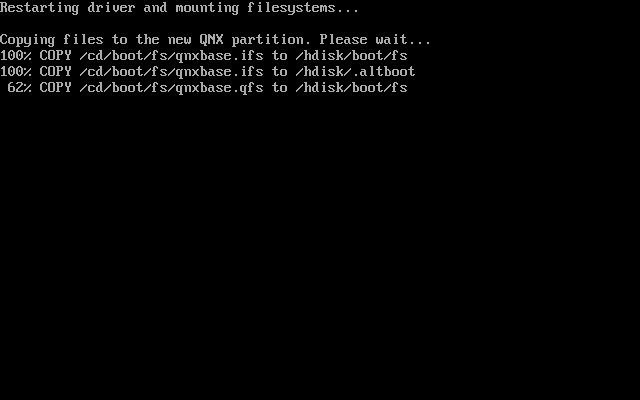 Restarting driver and mounting filesystems...
Copying files to the new QNX partition. Please wait...
100% COPY /cd/boot/fs/qnxbase.ifs to /hdisk/boot/fs
100% COPY /cd/boot/fs/qnxbase.ifs to /hdisk/.altboot
62% COPY /cd/boot/fs/qnxbase.qfs to /hdisk/boot/fs